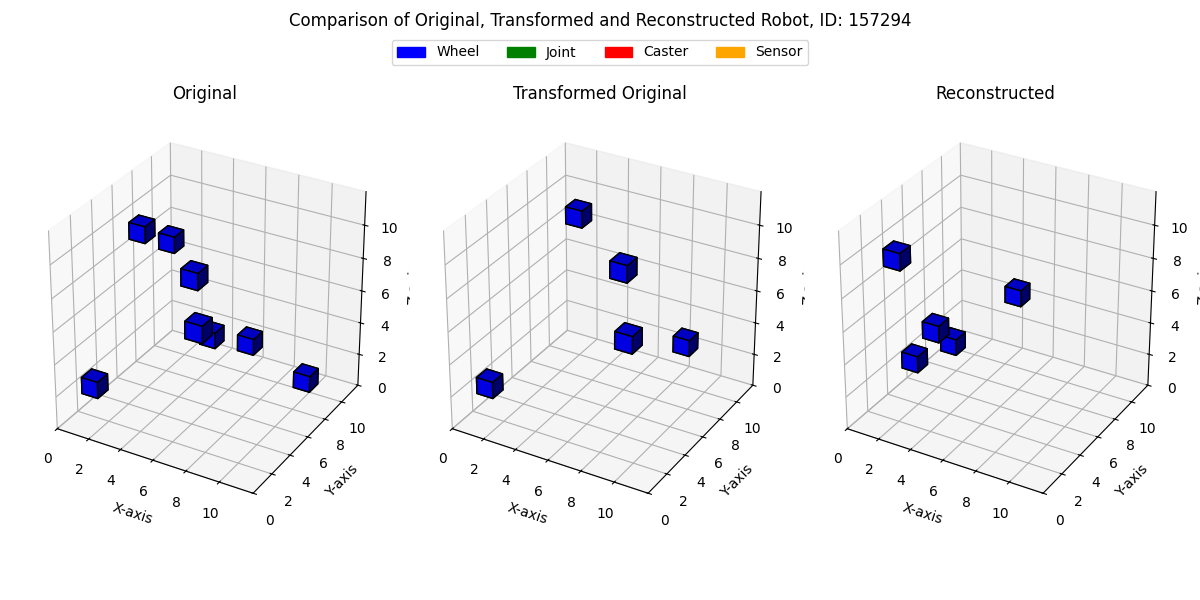 Comparison of Original, Transformed and Reconstructed Robot, ID: 157294
Wheel Joint Caster Sensor
Original Transformed Original Reconstructed
10 10 10
8 8 8
6 6 6
4 4 4
2 2 2
0 0 0
0 2 4 6 8 10 0 2 4 6 8 10 0 2 4 6 8 10
X-axis X-axis X-axis
0 2 4 6 8 10 0 2 4 6 8 10 0 2 4 6 8 10
Y-axis Y-axis Y-axis